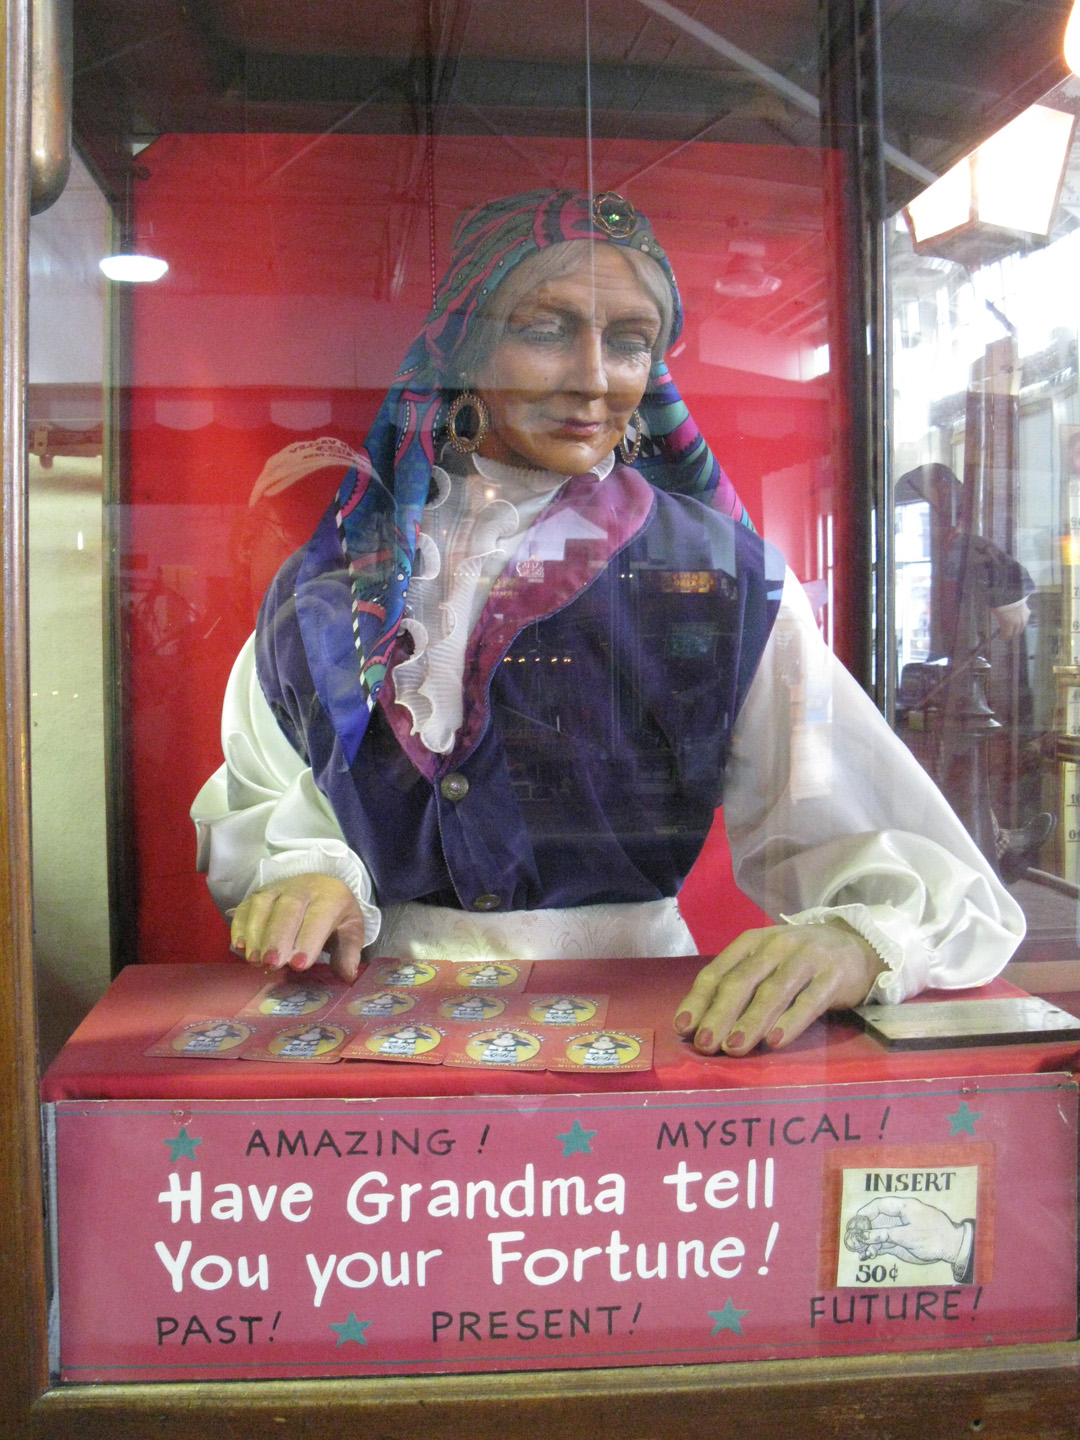 AMAZING! MYSTICAL!
Have Grandma tell
You your Fortune!
PAST! PRESENT! FUTURE!
INSERT
50¢